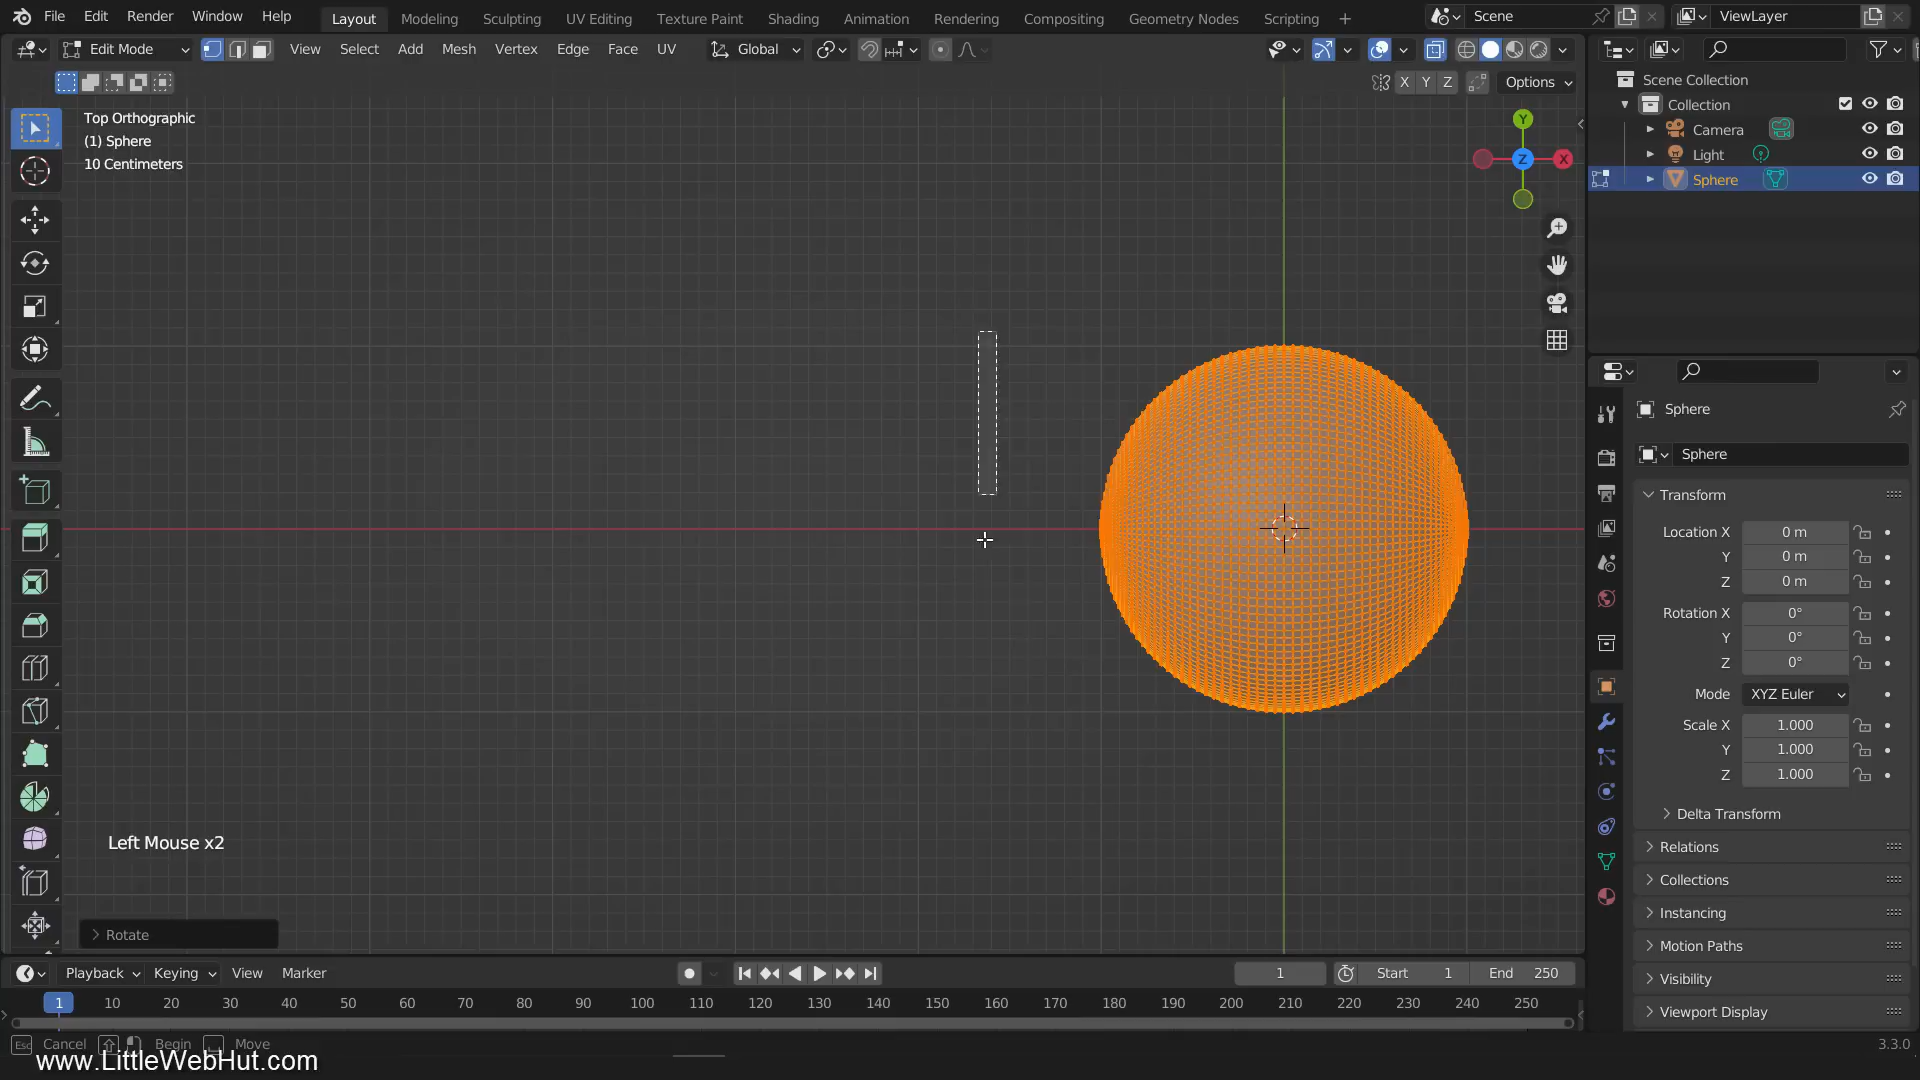 File Edit Render Window Help Layout Modeling Sculpting UV Editing Texture Paint Shading Animation Rendering Compositing Geometry Nodes Scripting + Scene ViewLayer
Edit Mode View Select Add Mesh Vertex Edge Face UV Global
X Y Z Options
Top Orthographic
(1) Sphere
10 Centimeters
Y
Z X
Scene Collection
Collection
Camera
Light
Sphere
Sphere
Sphere
Transform
Location X 0 m
Y 0 m
Z 0 m
Rotation X 0°
Y 0°
Z 0°
Mode XYZ Euler
Scale X 1.000
Y 1.000
Z 1.000
Delta Transform
Relations
Collections
Instancing
Motion Paths
Visibility
Viewport Display
Left Mouse x2
Rotate
Playback Keying View Marker 1 Start 1 End 250
1 10 20 30 40 50 60 70 80 90 100 110 120 130 140 150 160 170 180 190 200 210 220 230 240 250
Esc Cancel Begin Move 3.3.0
www.LittleWebHut.com